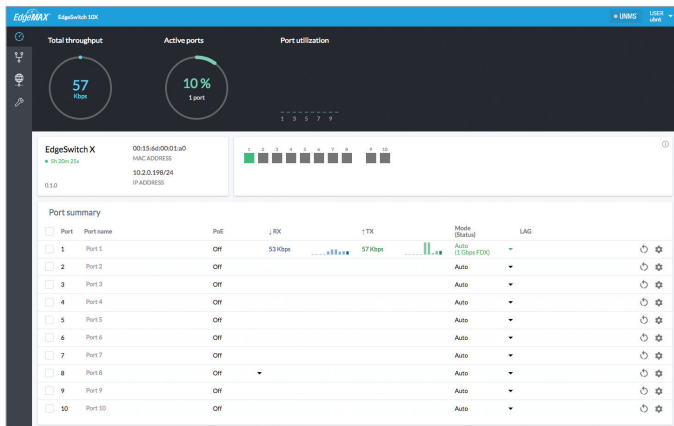 EdgeMAX EdgeSwitch 10X
UNMS
USER
ubnt
Total throughput
Active ports
Port utilization
57
Kbps
10 %
1 port
1 3 5 7 9
EdgeSwitch X
5h 20m 25s
0.1.0
00:15:6d:00:01:a0
MAC ADDRESS
10.2.0.198/24
IP ADDRESS
1 2 3 4 5 6 7 8 9 10
Port summary
Port Port name PoE ↓ RX ↑ TX Mode (Status) LAG
1 Port 1 Off 53 Kbps 57 Kbps Auto (1 Gbps FDX)
2 Port 2 Off Auto
3 Port 3 Off Auto
4 Port 4 Off Auto
5 Port 5 Off Auto
6 Port 6 Off Auto
7 Port 7 Off Auto
8 Port 8 Off Auto
9 Port 9 Off Auto
10 Port 10 Off Auto